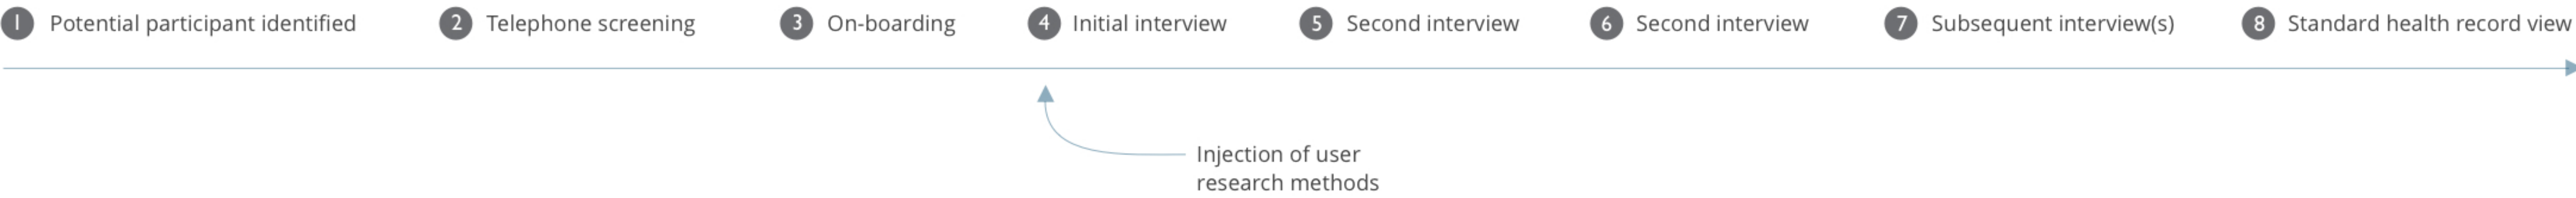 1 Potential participant identified
2 Telephone screening
3 On-boarding
4 Initial interview
5 Second interview
6 Second interview
7 Subsequent interview(s)
8 Standard health record view
Injection of user
research methods